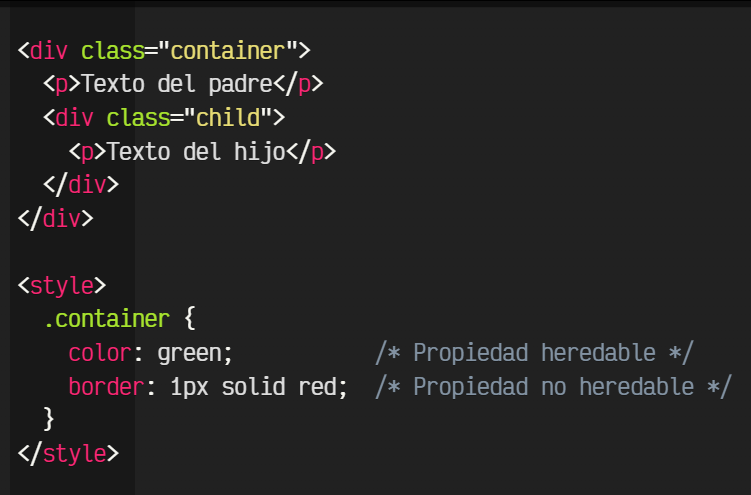 <div class="container">
  <p>Texto del padre</p>
  <div class="child">
    <p>Texto del hijo</p>
  </div>
</div>

<style>
  .container {
    color: green;           /* Propiedad heredable */
    border: 1px solid red;  /* Propiedad no heredable */
  }
</style>